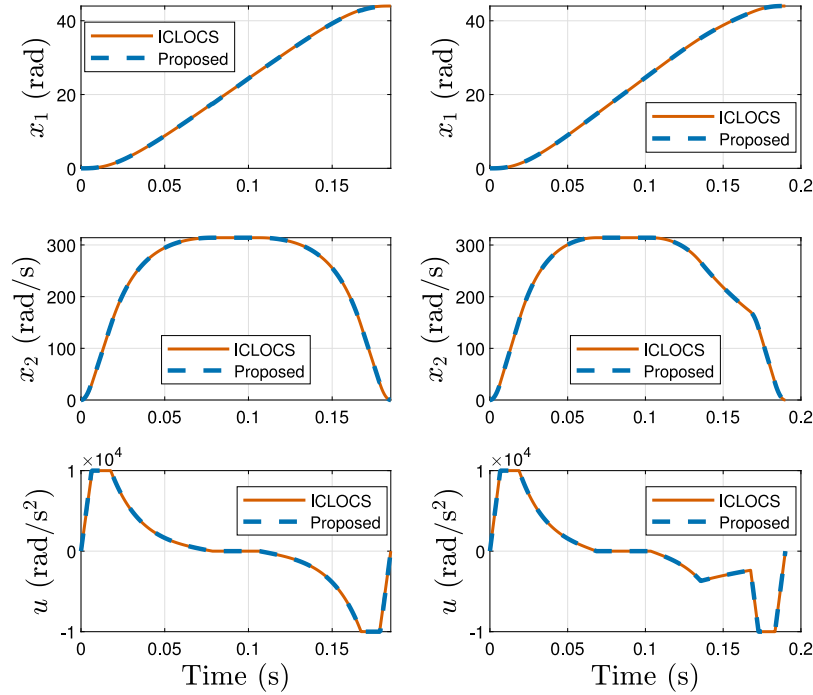 40
20
0
x₁ (rad)
ICLOCS
Proposed
0 0.05 0.1 0.15
40
20
0
x₁ (rad)
ICLOCS
Proposed
0 0.05 0.1 0.15 0.2
300
200
100
0
x₂ (rad/s)
ICLOCS
Proposed
0 0.05 0.1 0.15
300
200
100
0
x₂ (rad/s)
ICLOCS
Proposed
0 0.05 0.1 0.15 0.2
×10⁴
1
0
-1
u (rad/s²)
ICLOCS
Proposed
0 0.05 0.1 0.15
Time (s)
×10⁴
1
0
-1
u (rad/s²)
ICLOCS
Proposed
0 0.05 0.1 0.15 0.2
Time (s)